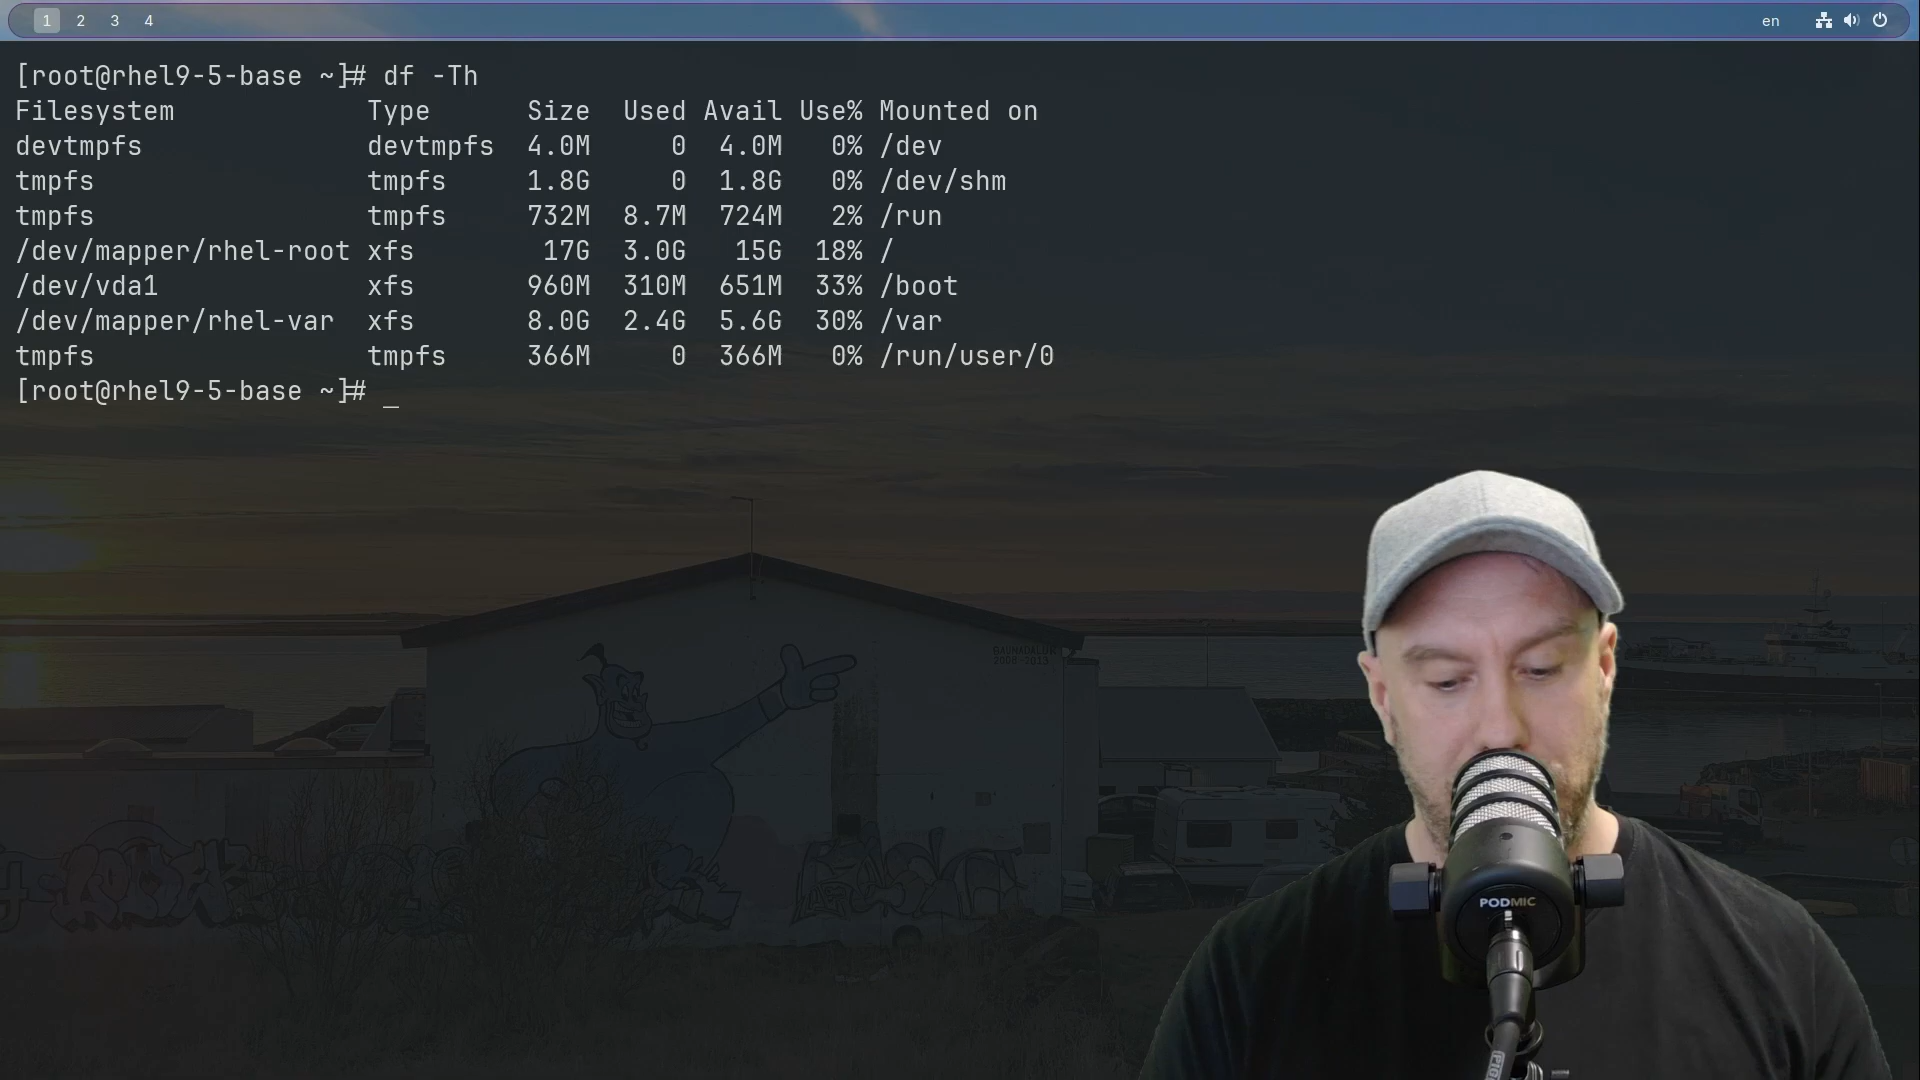 1 2 3 4 en
[root@rhel9-5-base ~]# df -Th
Filesystem Type Size Used Avail Use% Mounted on
devtmpfs devtmpfs 4.0M 0 4.0M 0% /dev
tmpfs tmpfs 1.8G 0 1.8G 0% /dev/shm
tmpfs tmpfs 732M 8.7M 724M 2% /run
/dev/mapper/rhel-root xfs 17G 3.0G 15G 18% /
/dev/vda1 xfs 960M 310M 651M 33% /boot
/dev/mapper/rhel-var xfs 8.0G 2.4G 5.6G 30% /var
tmpfs tmpfs 366M 0 366M 0% /run/user/0
[root@rhel9-5-base ~]# _
PODMIC